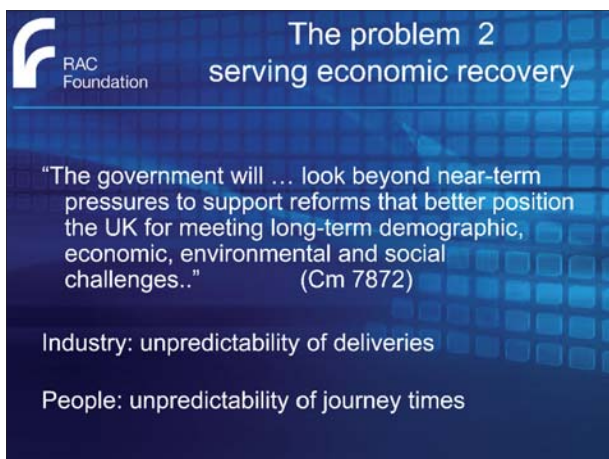 RAC
Foundation
The problem 2
serving economic recovery
“The government will … look beyond near-term
pressures to support reforms that better position
the UK for meeting long-term demographic,
economic, environmental and social
challenges..” (Cm 7872)
Industry: unpredictability of deliveries
People: unpredictability of journey times